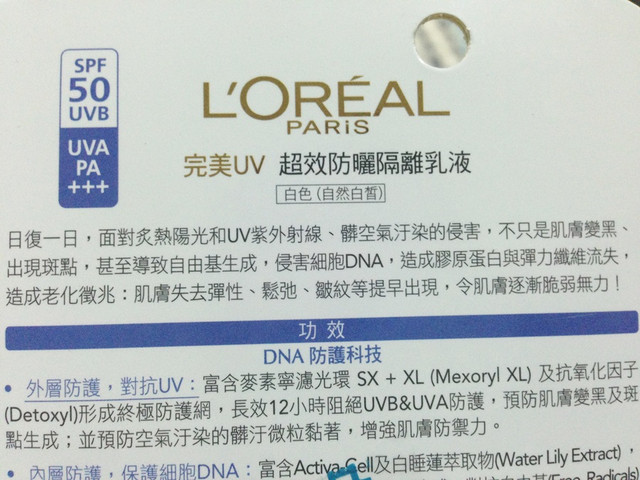 SPF
50
UVB
UVA
PA
+++
L'ORÉAL
PARiS
完美UV 超效防曬隔離乳液
白色 (自然白皙)
日復一日，面對炙熱陽光和UV紫外射線、髒空氣汙染的侵害，不只是肌膚變黑、
出現斑點，甚至導致自由基生成，侵害細胞DNA，造成膠原蛋白與彈力纖維流失，
造成老化徵兆：肌膚失去彈性、鬆弛、皺紋等提早出現，令肌膚逐漸脆弱無力！
功效
DNA 防護科技
• 外層防護，對抗UV：富含麥素寧濾光環 SX + XL (Mexoryl XL) 及抗氧化因子
(Detoxyl)形成終極防護網，長效12小時阻絕UVB&UVA防護，預防肌膚變黑及斑
點生成；並預防空氣汙染的髒汙微粒黏著，增強肌膚防禦力。
• 內層防護，保護細胞DNA：富含Activa-Cell及白睡蓮萃取物(Water Lily Extract)，
(Free Radicals)